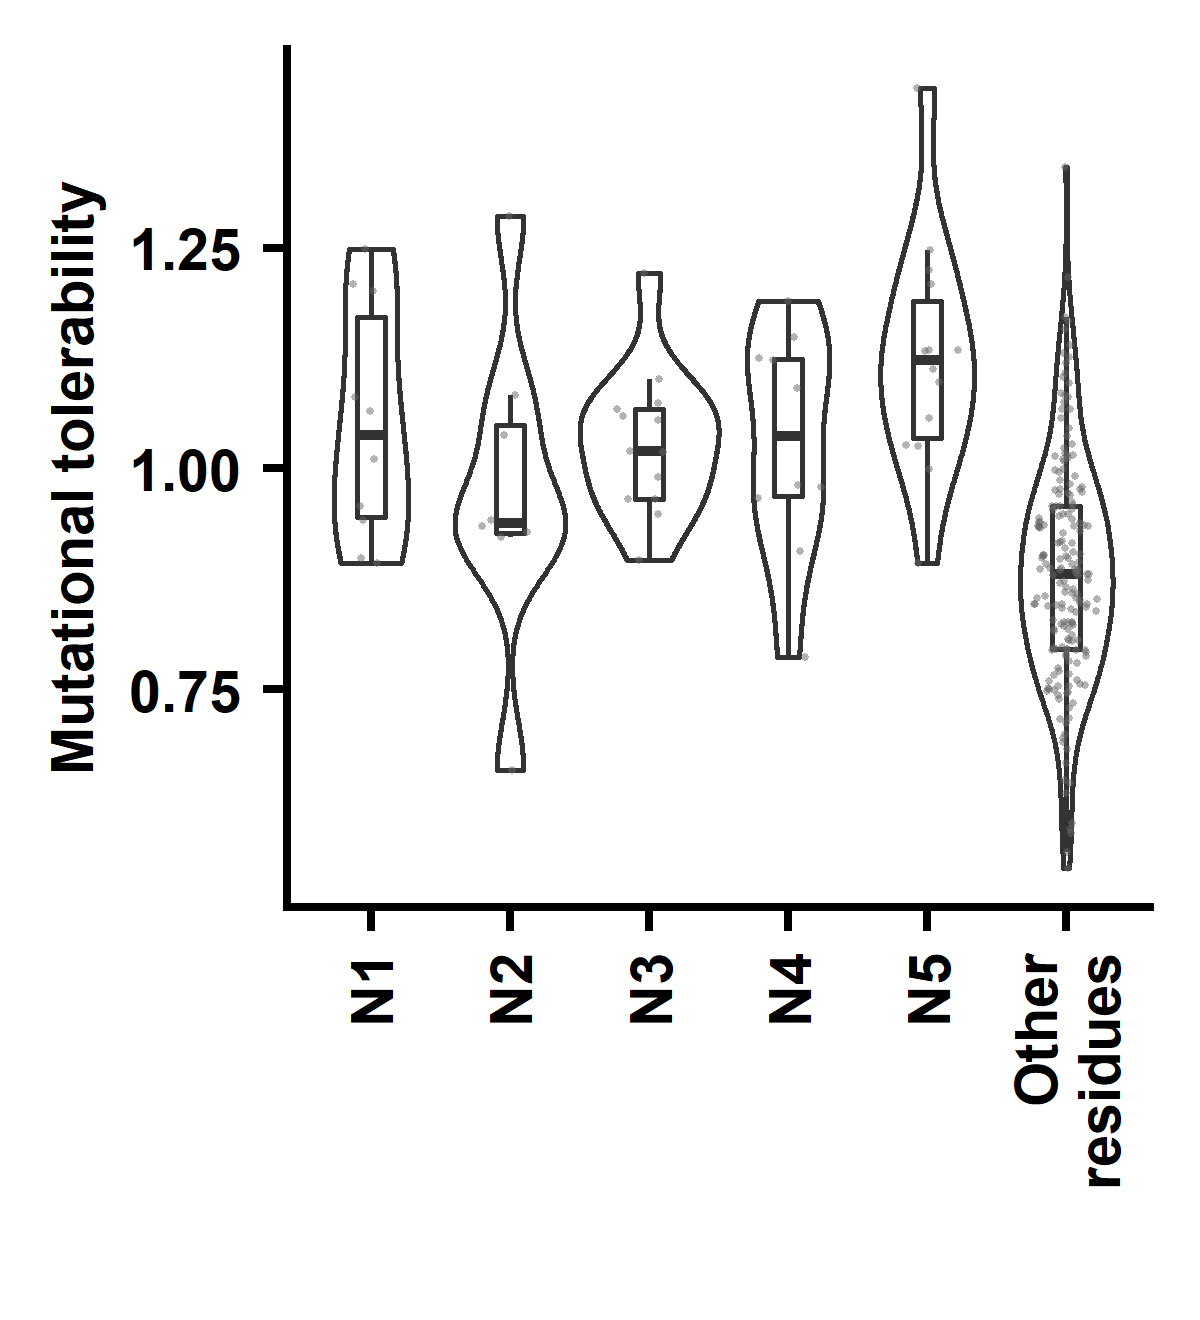 Mutational tolerability
1.25
1.00
0.75
N1
N2
N3
N4
N5
Other
residues